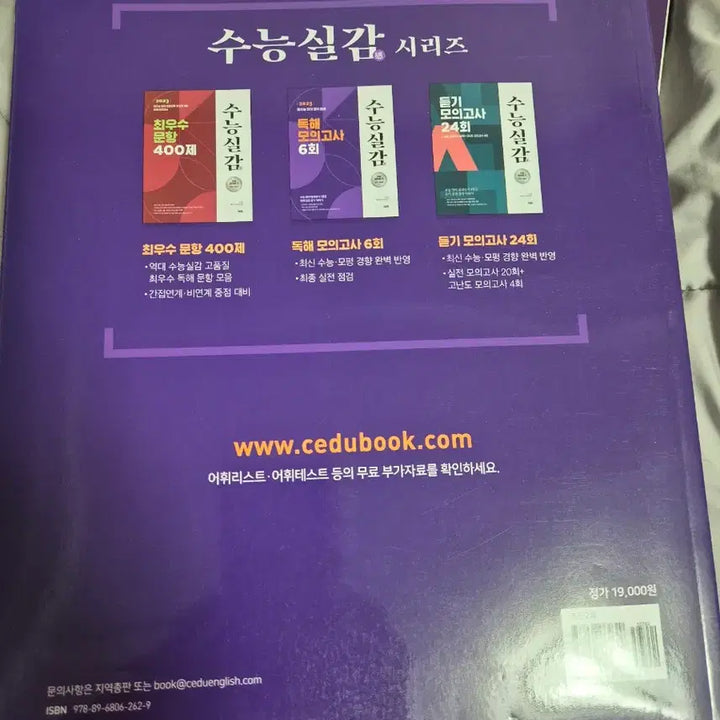 수능실감 시리즈
2023
최우수
문항
400제
수능실감
2023
독해
모의고사
6회
수능실감
듣기
모의고사
24회
수능실감
최우수 문항 400제
• 역대 수능실감 고품질
최우수 독해 문항 모음
• 간접연계·비연계 중점 대비
독해 모의고사 6회
• 최신 수능·모평 경향 완벽 반영
• 최종 실전 점검
듣기 모의고사 24회
• 최신 수능·모평 경향 완벽 반영
• 실전 모의고사 20회+
고난도 모의고사 4회
www.cedubook.com
어휘리스트·어휘테스트 등의 무료 부가자료를 확인하세요.
정가 19,000원
문의사항은 지역총판 또는 book@ceduenglish.com
ISBN 978-89-6806-262-9